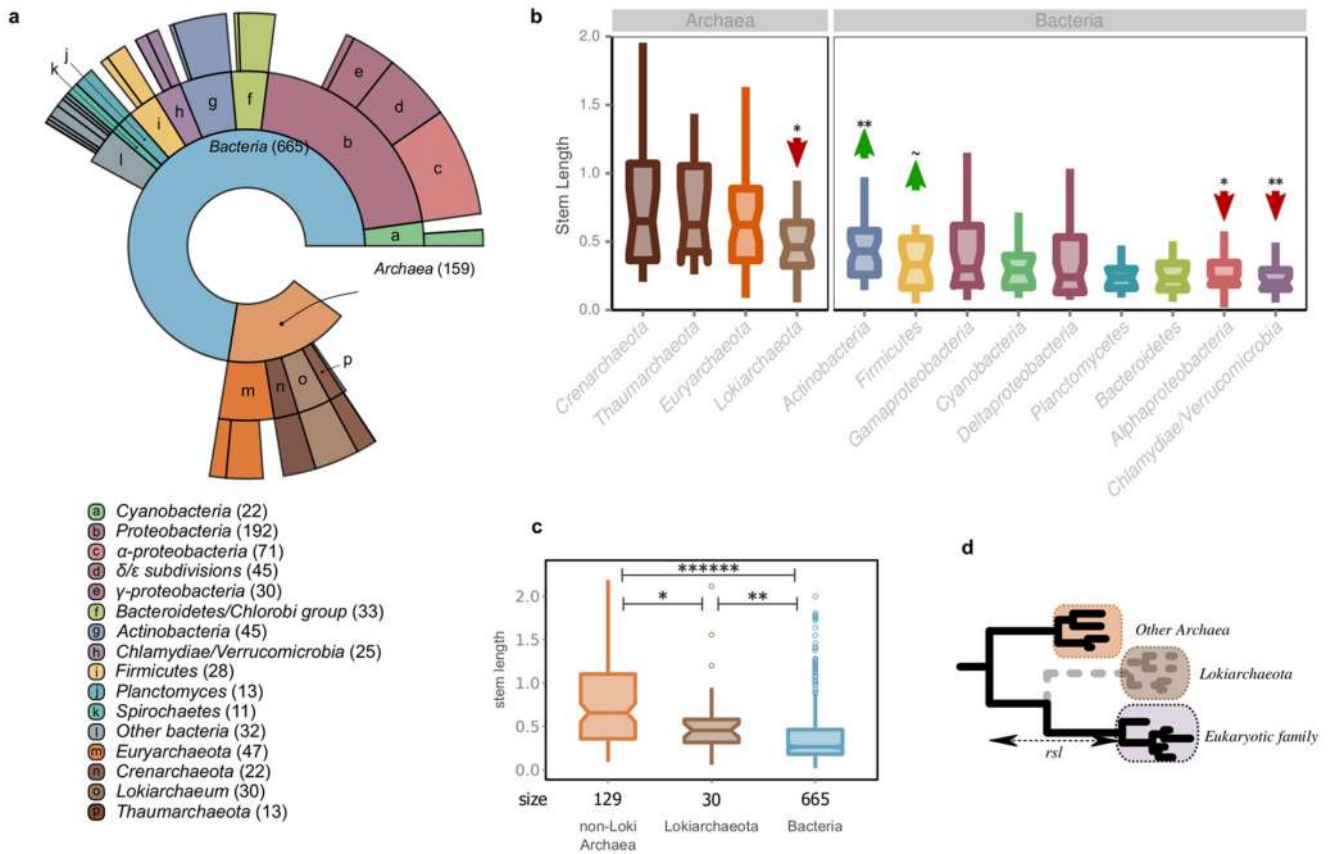 a
j
k
e
h
g
f
d
i
b
l
Bacteria (665)
c
a
Archaea (159)
p
n
o
m
a Cyanobacteria (22)
b Proteobacteria (192)
c α-proteobacteria (71)
d δ/ε subdivisions (45)
e γ-proteobacteria (30)
f Bacteroidetes/Chlorobi group (33)
g Actinobacteria (45)
h Chlamydiae/Verrucomicrobia (25)
i Firmicutes (28)
j Planctomyces (13)
k Spirochaetes (11)
l Other bacteria (32)
m Euryarchaeota (47)
n Crenarchaeota (22)
o Lokiarchaeum (30)
p Thaumarchaeota (13)
b
Archaea
Bacteria
2.0
1.5
1.0
0.5
0.0
Stem Length
*
**
~
*
**
Crenarchaeota
Thaumarchaeota
Euryarchaeota
Lokiarchaeota
Actinobacteria
Firmicutes
Gamaproteobacteria
Cyanobacteria
Deltaproteobacteria
Planctomycetes
Bacteroidetes
Alphaproteobacteria
Chlamydiae/Verrucomicrobia
c
******
*
**
2.0
1.5
1.0
0.5
0.0
stem length
size 129 30 665
non-Loki Lokiarchaeota Bacteria
Archaea
d
Other Archaea
Lokiarchaeota
Eukaryotic family
rsl